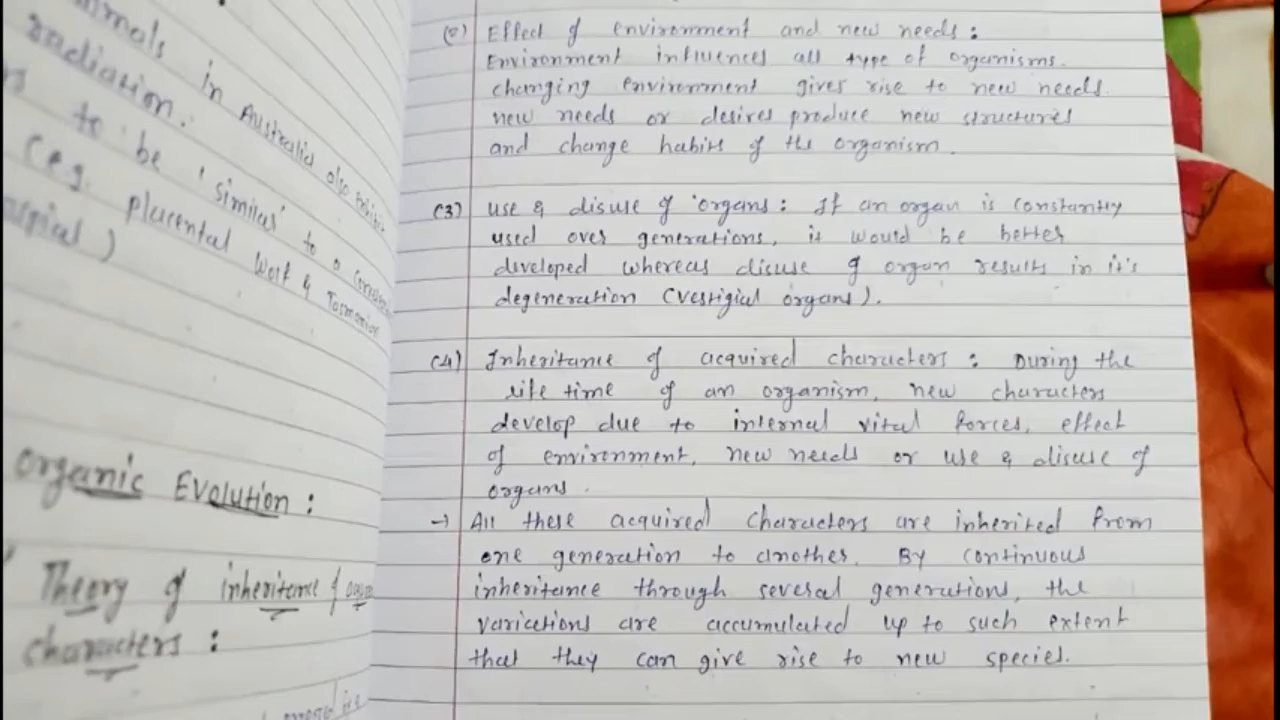 mals in Australia also
radiation.
to be 'similar' to a
(eg. placental Wolf & Tasmanian
)
Organic Evolution :
Theory of inheritance of
characters :
(2) Effect of environment and new needs :
Environment influences all type of organisms.
changing environment gives rise to new needs.
new needs or desires produce new structures
and change habits of the organism.
(3) use & disuse of organs : If an organ is constantly
used over generations, it would be better
developed whereas disuse of organ results in it's
degeneration (vestigial organs).
(4) Inheritance of acquired characters : During the
life time of an organism, new characters
develop due to internal vital forces, effect
of environment, new needs or use & disuse of
organs.
→ All these acquired characters are inherited from
one generation to another. By continuous
inheritance through several generations, the
variations are accumulated up to such extent
that they can give rise to new species.